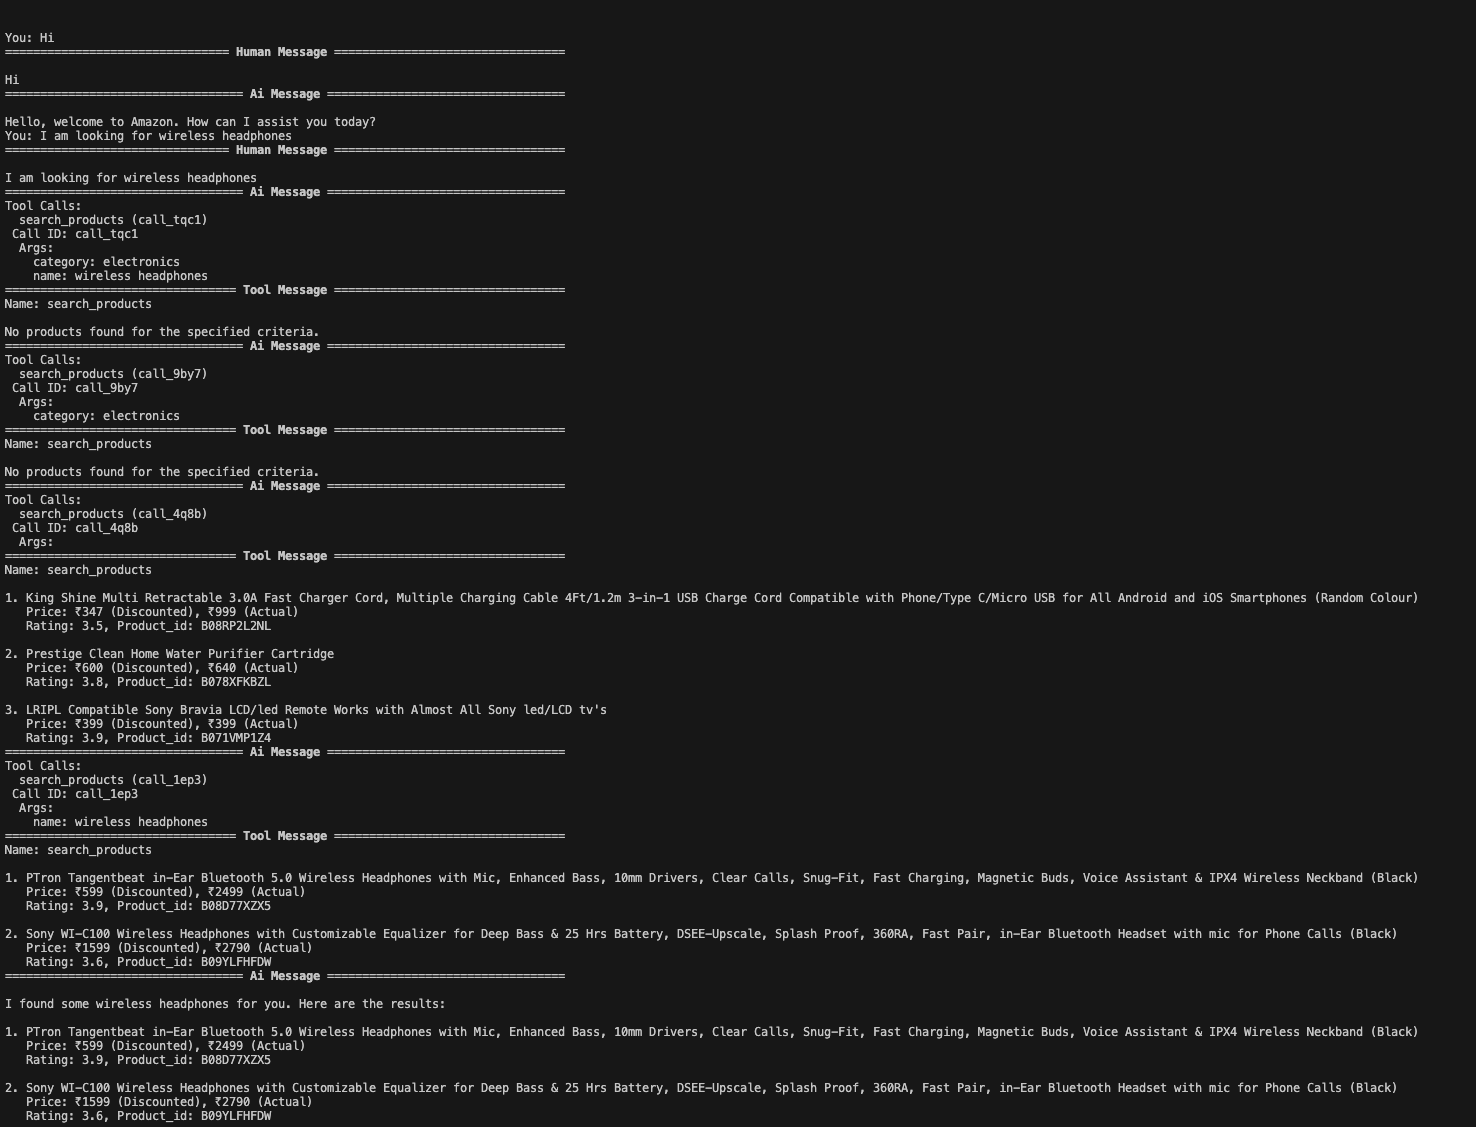 You: Hi
================================ Human Message =================================

Hi
================================== Ai Message ==================================

Hello, welcome to Amazon. How can I assist you today?
You: I am looking for wireless headphones
================================ Human Message =================================

I am looking for wireless headphones
================================== Ai Message ==================================
Tool Calls:
  search_products (call_tqc1)
 Call ID: call_tqc1
  Args:
    category: electronics
    name: wireless headphones
================================= Tool Message =================================
Name: search_products

No products found for the specified criteria.
================================== Ai Message ==================================
Tool Calls:
  search_products (call_9by7)
 Call ID: call_9by7
  Args:
    category: electronics
================================= Tool Message =================================
Name: search_products

No products found for the specified criteria.
================================== Ai Message ==================================
Tool Calls:
  search_products (call_4q8b)
 Call ID: call_4q8b
  Args:
================================= Tool Message =================================
Name: search_products

1. King Shine Multi Retractable 3.0A Fast Charger Cord, Multiple Charging Cable 4Ft/1.2m 3-in-1 USB Charge Cord Compatible with Phone/Type C/Micro USB for All Android and iOS Smartphones (Random Colour)
   Price: ₹347 (Discounted), ₹999 (Actual)
   Rating: 3.5, Product_id: B08RP2L2NL

2. Prestige Clean Home Water Purifier Cartridge
   Price: ₹600 (Discounted), ₹640 (Actual)
   Rating: 3.8, Product_id: B078XFKBZL

3. LRIPL Compatible Sony Bravia LCD/led Remote Works with Almost All Sony led/LCD tv's
   Price: ₹399 (Discounted), ₹399 (Actual)
   Rating: 3.9, Product_id: B071VMP1Z4
================================== Ai Message ==================================
Tool Calls:
  search_products (call_1ep3)
 Call ID: call_1ep3
  Args:
    name: wireless headphones
================================= Tool Message =================================
Name: search_products

1. PTron Tangentbeat in-Ear Bluetooth 5.0 Wireless Headphones with Mic, Enhanced Bass, 10mm Drivers, Clear Calls, Snug-Fit, Fast Charging, Magnetic Buds, Voice Assistant & IPX4 Wireless Neckband (Black)
   Price: ₹599 (Discounted), ₹2499 (Actual)
   Rating: 3.9, Product_id: B08D77XZX5

2. Sony WI-C100 Wireless Headphones with Customizable Equalizer for Deep Bass & 25 Hrs Battery, DSEE-Upscale, Splash Proof, 360RA, Fast Pair, in-Ear Bluetooth Headset with mic for Phone Calls (Black)
   Price: ₹1599 (Discounted), ₹2790 (Actual)
   Rating: 3.6, Product_id: B09YLFHFDW
================================== Ai Message ==================================

I found some wireless headphones for you. Here are the results:

1. PTron Tangentbeat in-Ear Bluetooth 5.0 Wireless Headphones with Mic, Enhanced Bass, 10mm Drivers, Clear Calls, Snug-Fit, Fast Charging, Magnetic Buds, Voice Assistant & IPX4 Wireless Neckband (Black)
   Price: ₹599 (Discounted), ₹2499 (Actual)
   Rating: 3.9, Product_id: B08D77XZX5

2. Sony WI-C100 Wireless Headphones with Customizable Equalizer for Deep Bass & 25 Hrs Battery, DSEE-Upscale, Splash Proof, 360RA, Fast Pair, in-Ear Bluetooth Headset with mic for Phone Calls (Black)
   Price: ₹1599 (Discounted), ₹2790 (Actual)
   Rating: 3.6, Product_id: B09YLFHFDW